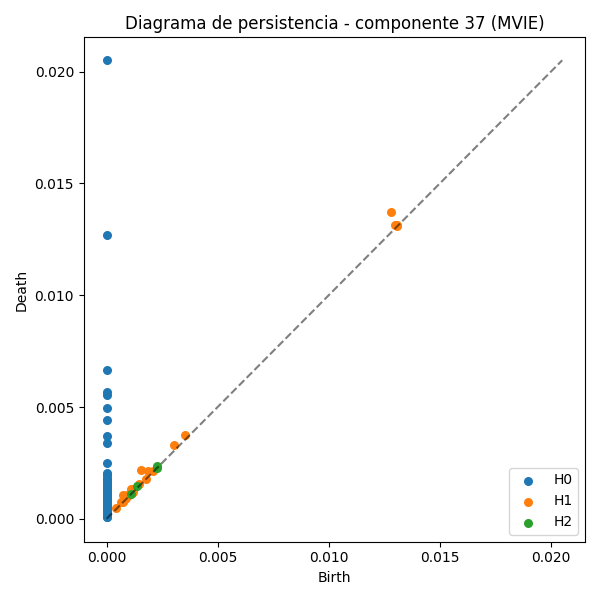 Diagrama de persistencia - componente 37 (MVIE)
Death
0.020
0.015
0.010
0.005
0.000
0.000 0.005 0.010 0.015 0.020
Birth
H0
H1
H2